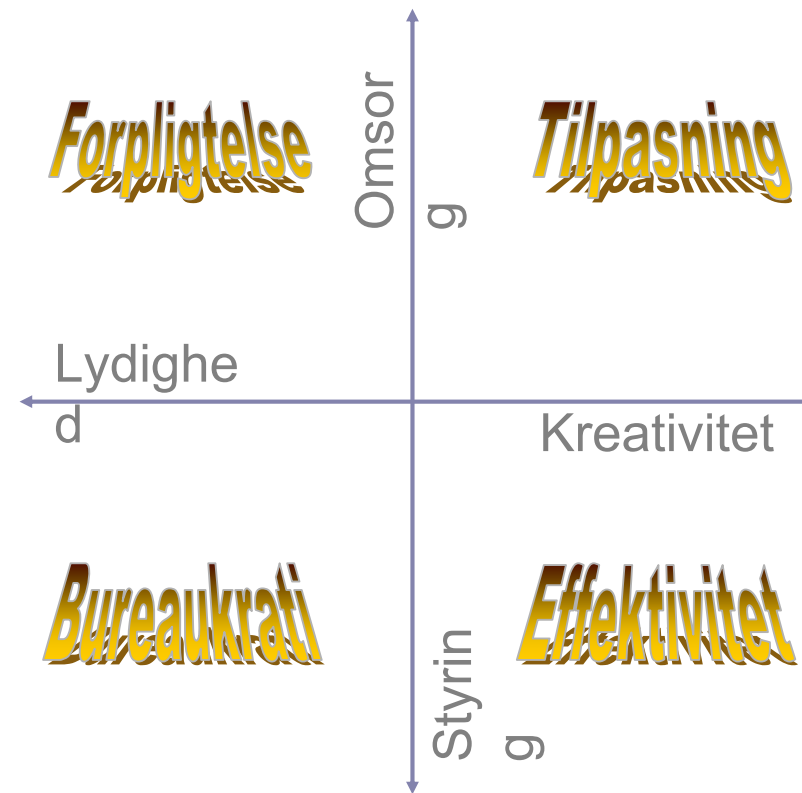 Forpligtelse
Omsor
g
Tilpasning
Lydighe
d
Kreativitet
Bureaukrati
Styrin
g
Effektivitet